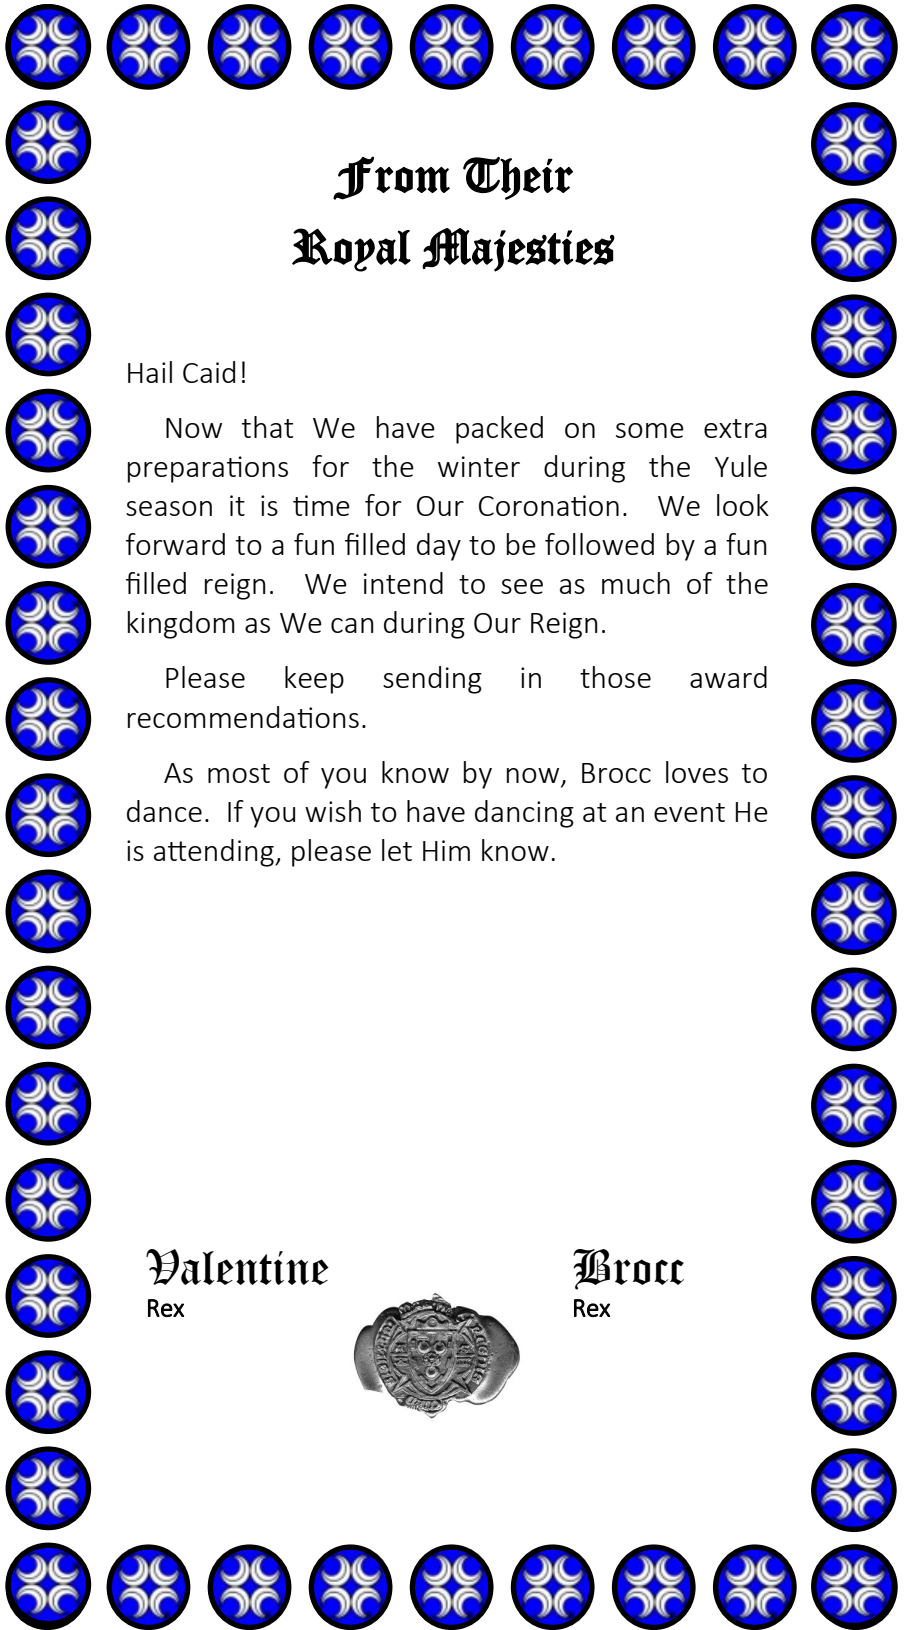 From Their
Royal Majesties
Hail Caid!
Now that We have packed on some extra
preparations for the winter during the Yule
season it is time for Our Coronation.  We look
forward to a fun filled day to be followed by a fun
filled reign.  We intend to see as much of the
kingdom as We can during Our Reign.
Please keep sending in those award
recommendations.
As most of you know by now, Brocc loves to
dance.  If you wish to have dancing at an event He
is attending, please let Him know.
Valentine
Rex
Brocc
Rex